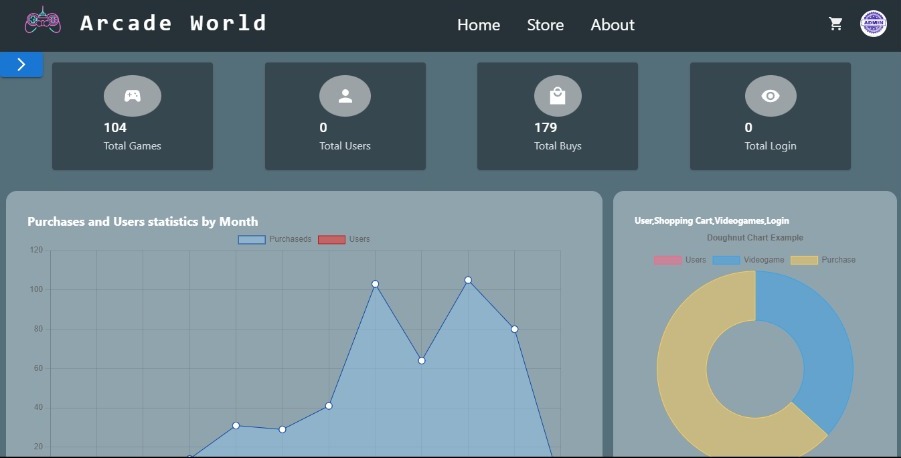 Arcade World
Home Store About
ADMIN
104
Total Games
0
Total Users
179
Total Buys
0
Total Login
Purchases and Users statistics by Month
Purchaseds Users
120
100
80
60
40
20
User,Shopping Cart,Videogames,Login
Doughnut Chart Example
Users Videogame Purchase